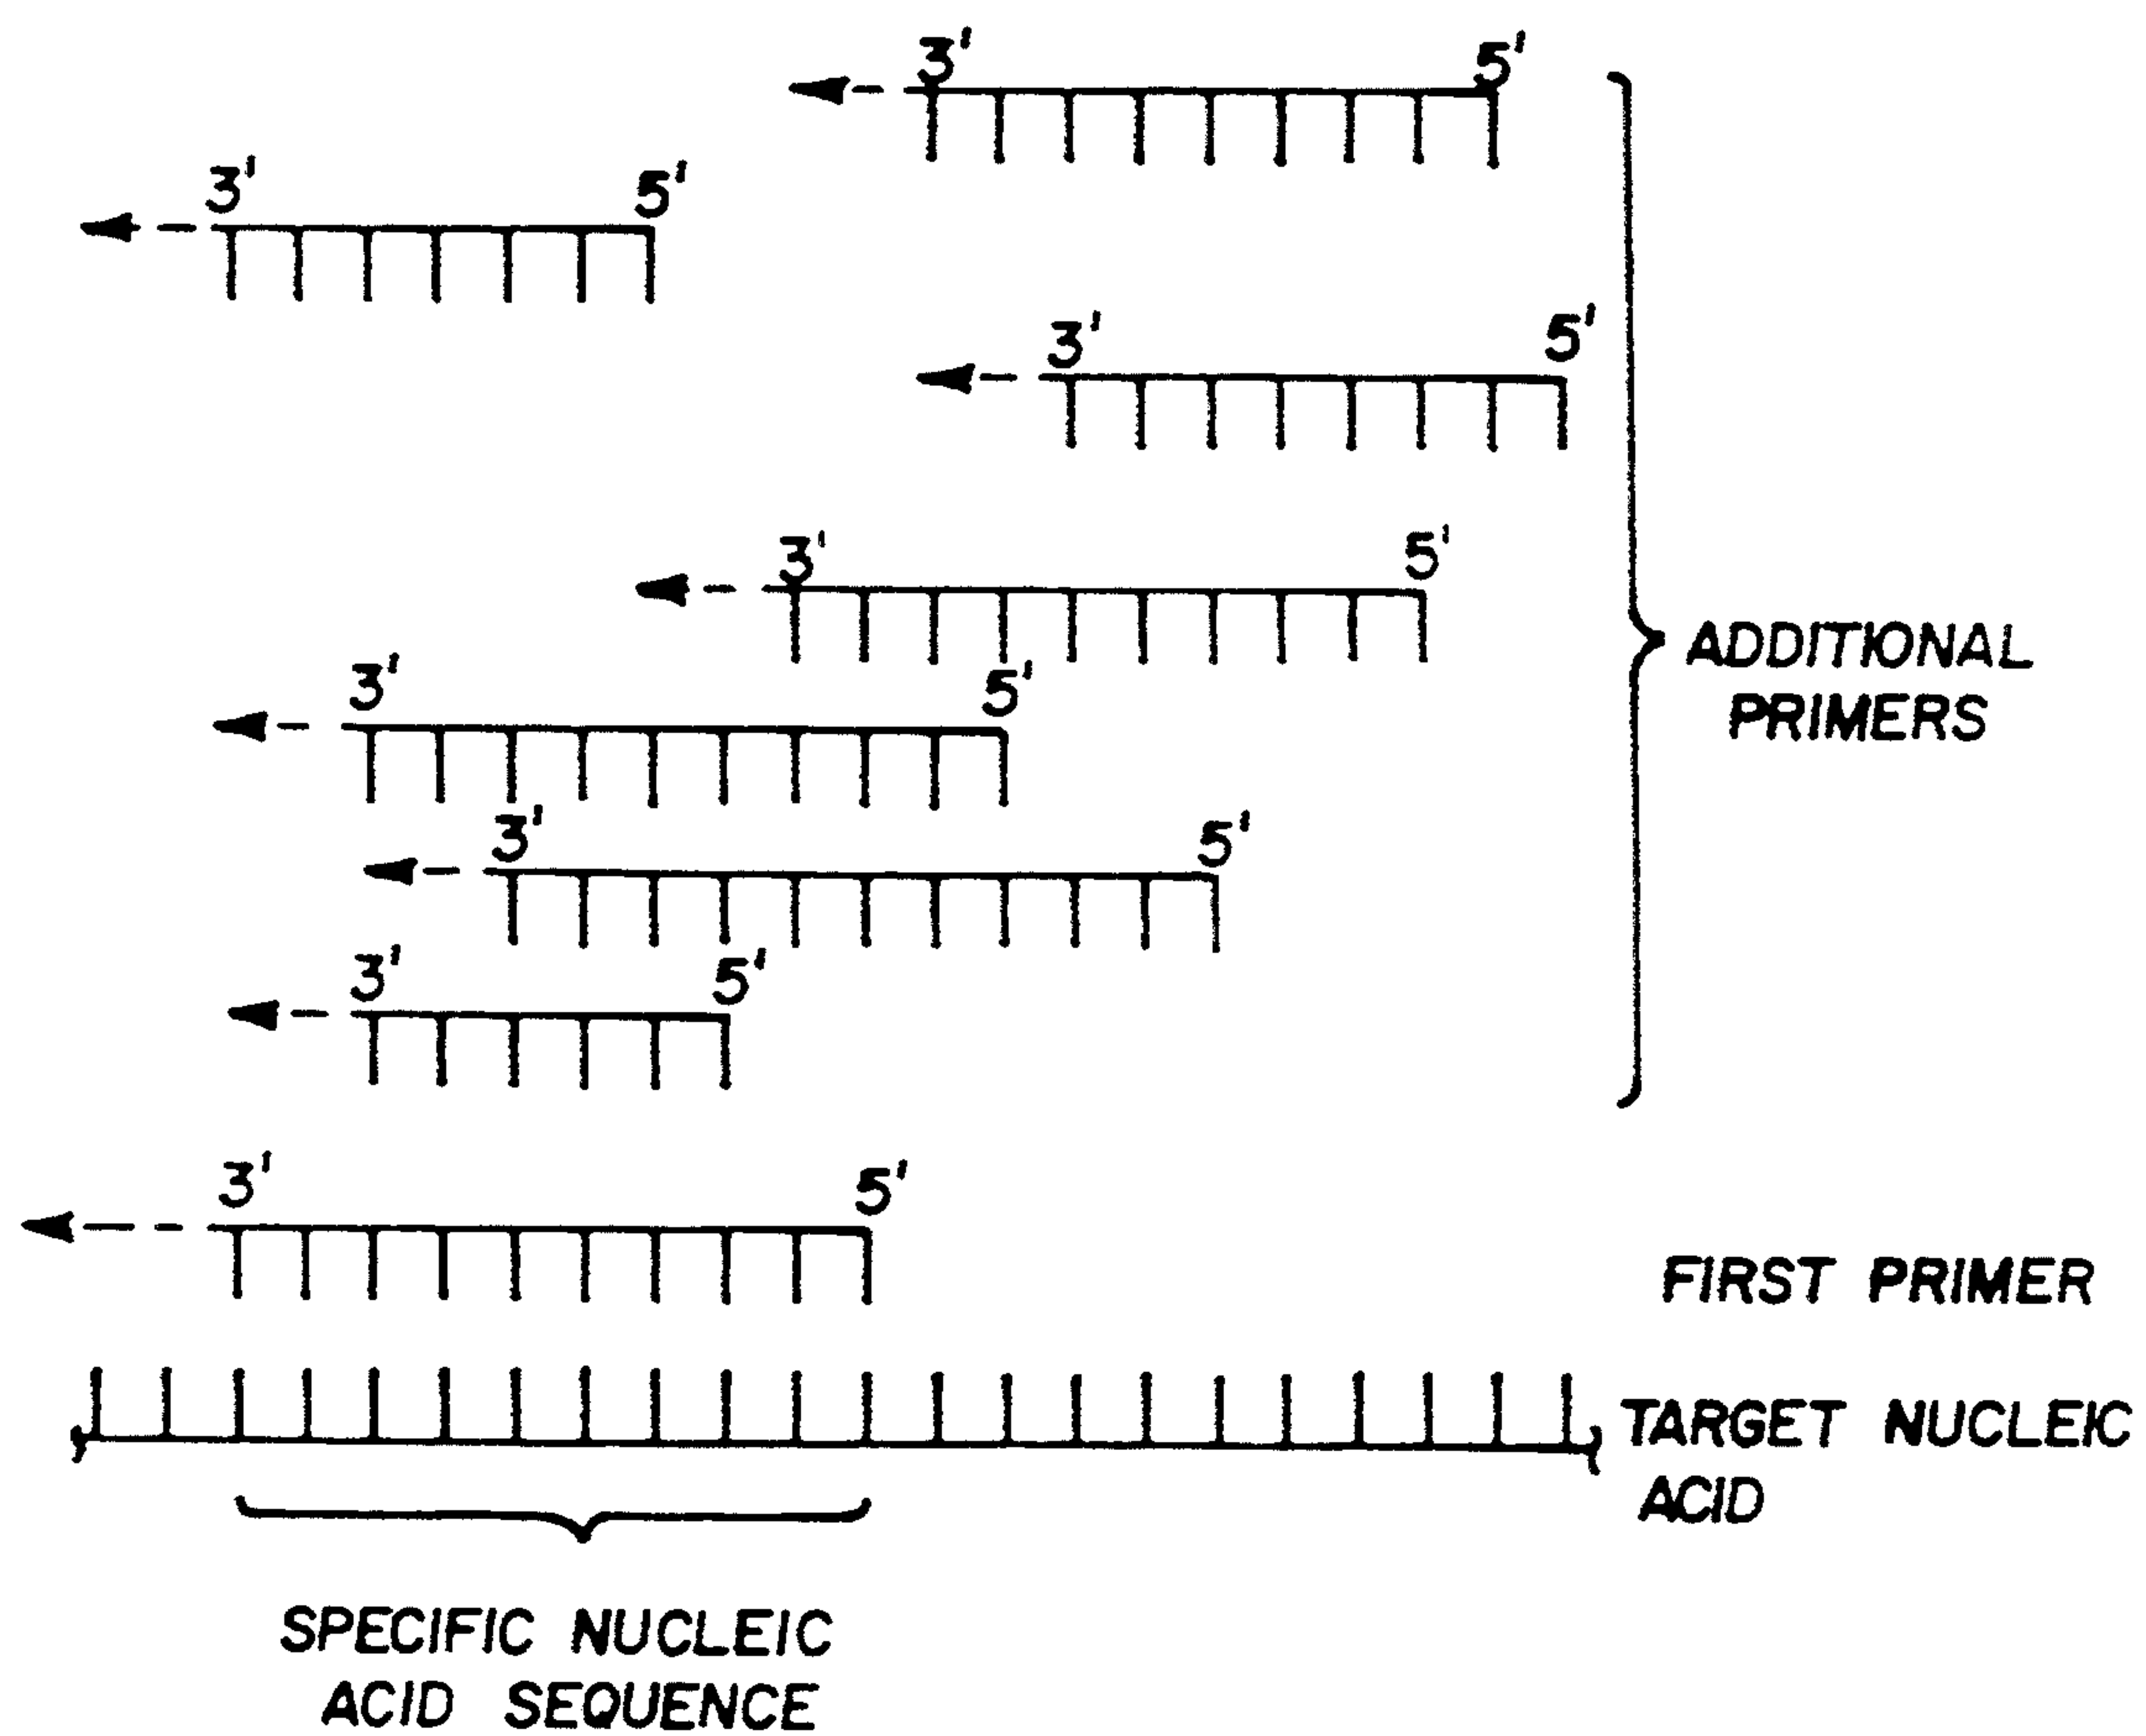 3' 5'
3' 5'
3' 5'
3' 5'
3' 5'
3' 5'
3' 5'
ADDITIONAL
PRIMERS
3' 5'
FIRST PRIMER
TARGET NUCLEIC
ACID
SPECIFIC NUCLEIC
ACID SEQUENCE